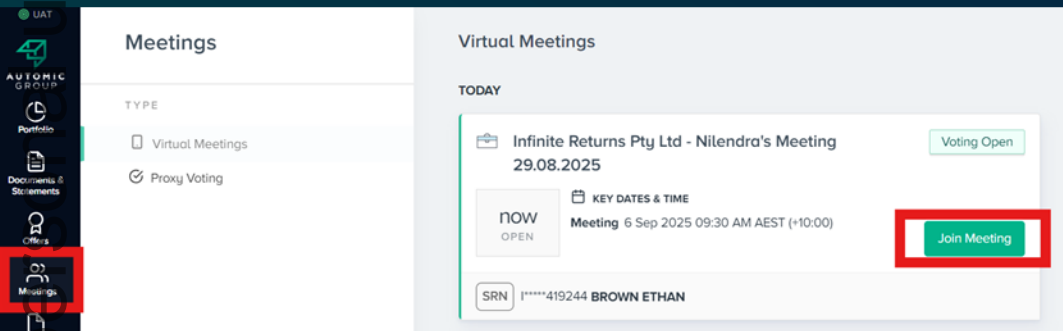 UAT
AUTOMIC
GROUP
Portfolio
Documents &
Statements
Offers
Meetings
Meetings
TYPE
Virtual Meetings
Proxy Voting
Virtual Meetings
TODAY
Infinite Returns Pty Ltd - Nilendra's Meeting
29.08.2025
Voting Open
now
OPEN
KEY DATES & TIME
Meeting 6 Sep 2025 09:30 AM AEST (+10:00)
Join Meeting
SRN I*****419244 BROWN ETHAN